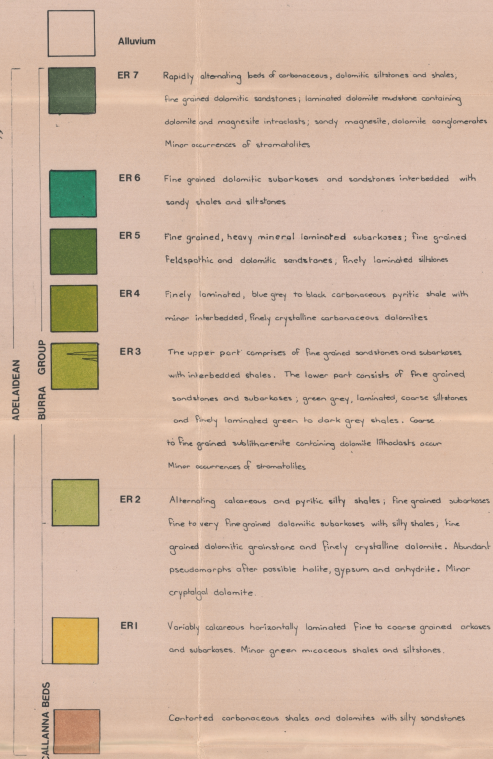 Alluvium
ER 7 Rapidly alternating beds of carbonaceous, dolomitic siltstones and shales,
fine grained dolomitic sandstones; laminated dolomite mudstone containing
dolomite and magnesite intraclasts; sandy magnesite, dolomite conglomerates
Minor occurrences of stromatolites
ER 6 Fine grained dolomitic subarkoses and sandstones interbedded with
sandy shales and siltstones
ER 5 Fine grained, heavy mineral laminated subarkoses; fine grained
feldspathic and dolomitic sandstones, finely laminated siltstones
ER 4 Finely laminated, blue grey to black carbonaceous pyritic shale with
minor interbedded, finely crystalline carbonaceous dolomites
ER 3 The upper part comprises of fine grained sandstones and subarkoses
with interbedded shales. The lower part consists of fine grained
sandstones and subarkoses; green grey, laminated, coarse siltstones
and finely laminated green to dark grey shales. Coarse
to fine grained sublitharenite containing dolomite lithoclasts occur
Minor occurrences of stromatolites
ER 2 Alternating calcareous and pyritic silty shales; fine grained subarkoses
fine to very fine grained dolomitic subarkoses with silty shales; fine
grained dolomitic grainstone and finely crystalline dolomite. Abundant
pseudomorphs after possible halite, gypsum and anhydrite. Minor
cryptalgal dolomite.
ER 1 Variably calcareous horizontally laminated fine to coarse grained arkoses
and subarkoses. Minor green micaceous shales and siltstones.
Contorted carbonaceous shales and dolomites with silty sandstones
ADELAIDEAN
BURRA GROUP
CALLANNA BEDS